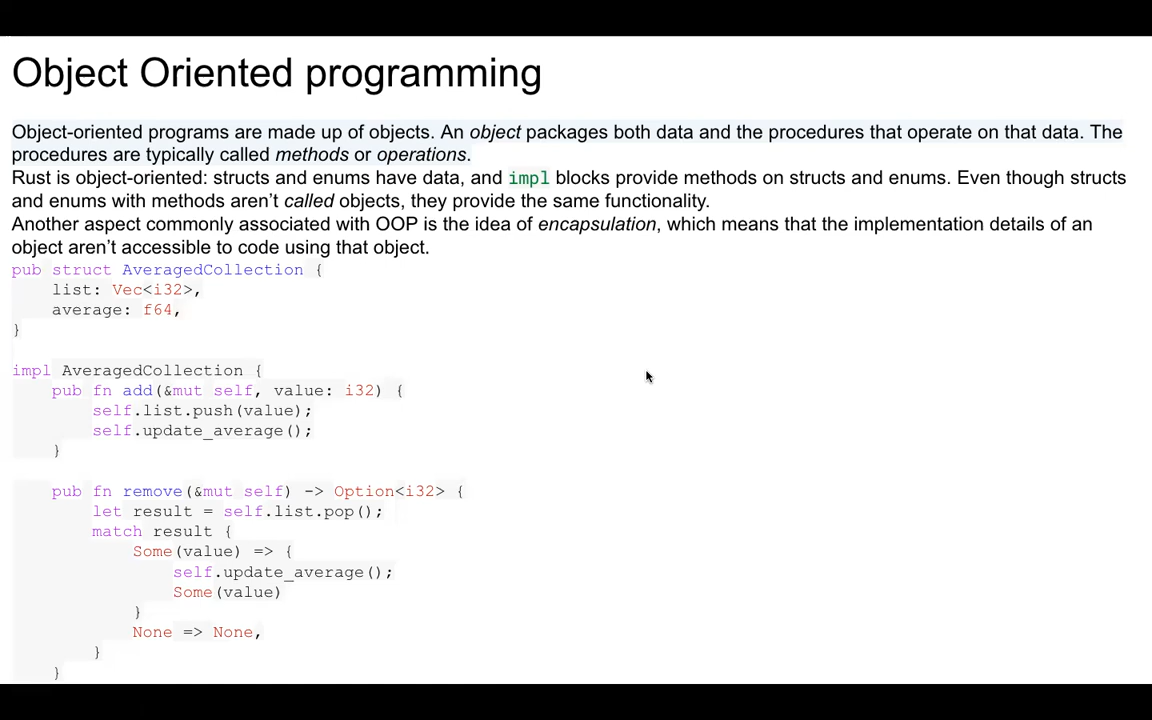 Object Oriented programming
Object-oriented programs are made up of objects. An object packages both data and the procedures that operate on that data. The
procedures are typically called methods or operations.
Rust is object-oriented: structs and enums have data, and impl blocks provide methods on structs and enums. Even though structs
and enums with methods aren’t called objects, they provide the same functionality.
Another aspect commonly associated with OOP is the idea of encapsulation, which means that the implementation details of an
object aren’t accessible to code using that object.
pub struct AveragedCollection {
    list: Vec<i32>,
    average: f64,
}
impl AveragedCollection {
    pub fn add(&mut self, value: i32) {
        self.list.push(value);
        self.update_average();
    }
    pub fn remove(&mut self) -> Option<i32> {
        let result = self.list.pop();
        match result {
            Some(value) => {
                self.update_average();
                Some(value)
            }
            None => None,
        }
    }